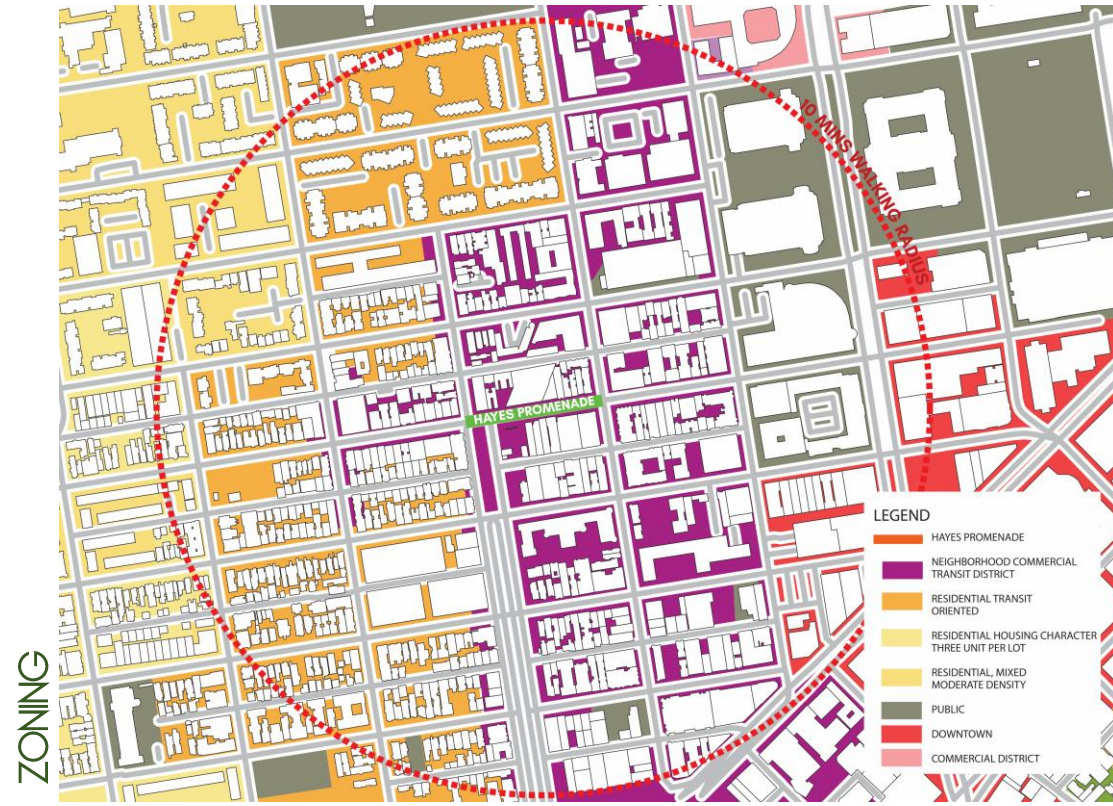 ZONING
10 MINS WALKING RADIUS
HAYES PROMENADE
LEGEND
HAYES PROMENADE
NEIGHBORHOOD COMMERCIAL
TRANSIT DISTRICT
RESIDENTIAL TRANSIT
ORIENTED
RESIDENTIAL HOUSING CHARACTER
THREE UNIT PER LOT
RESIDENTIAL, MIXED
MODERATE DENSITY
PUBLIC
DOWNTOWN
COMMERCIAL DISTRICT